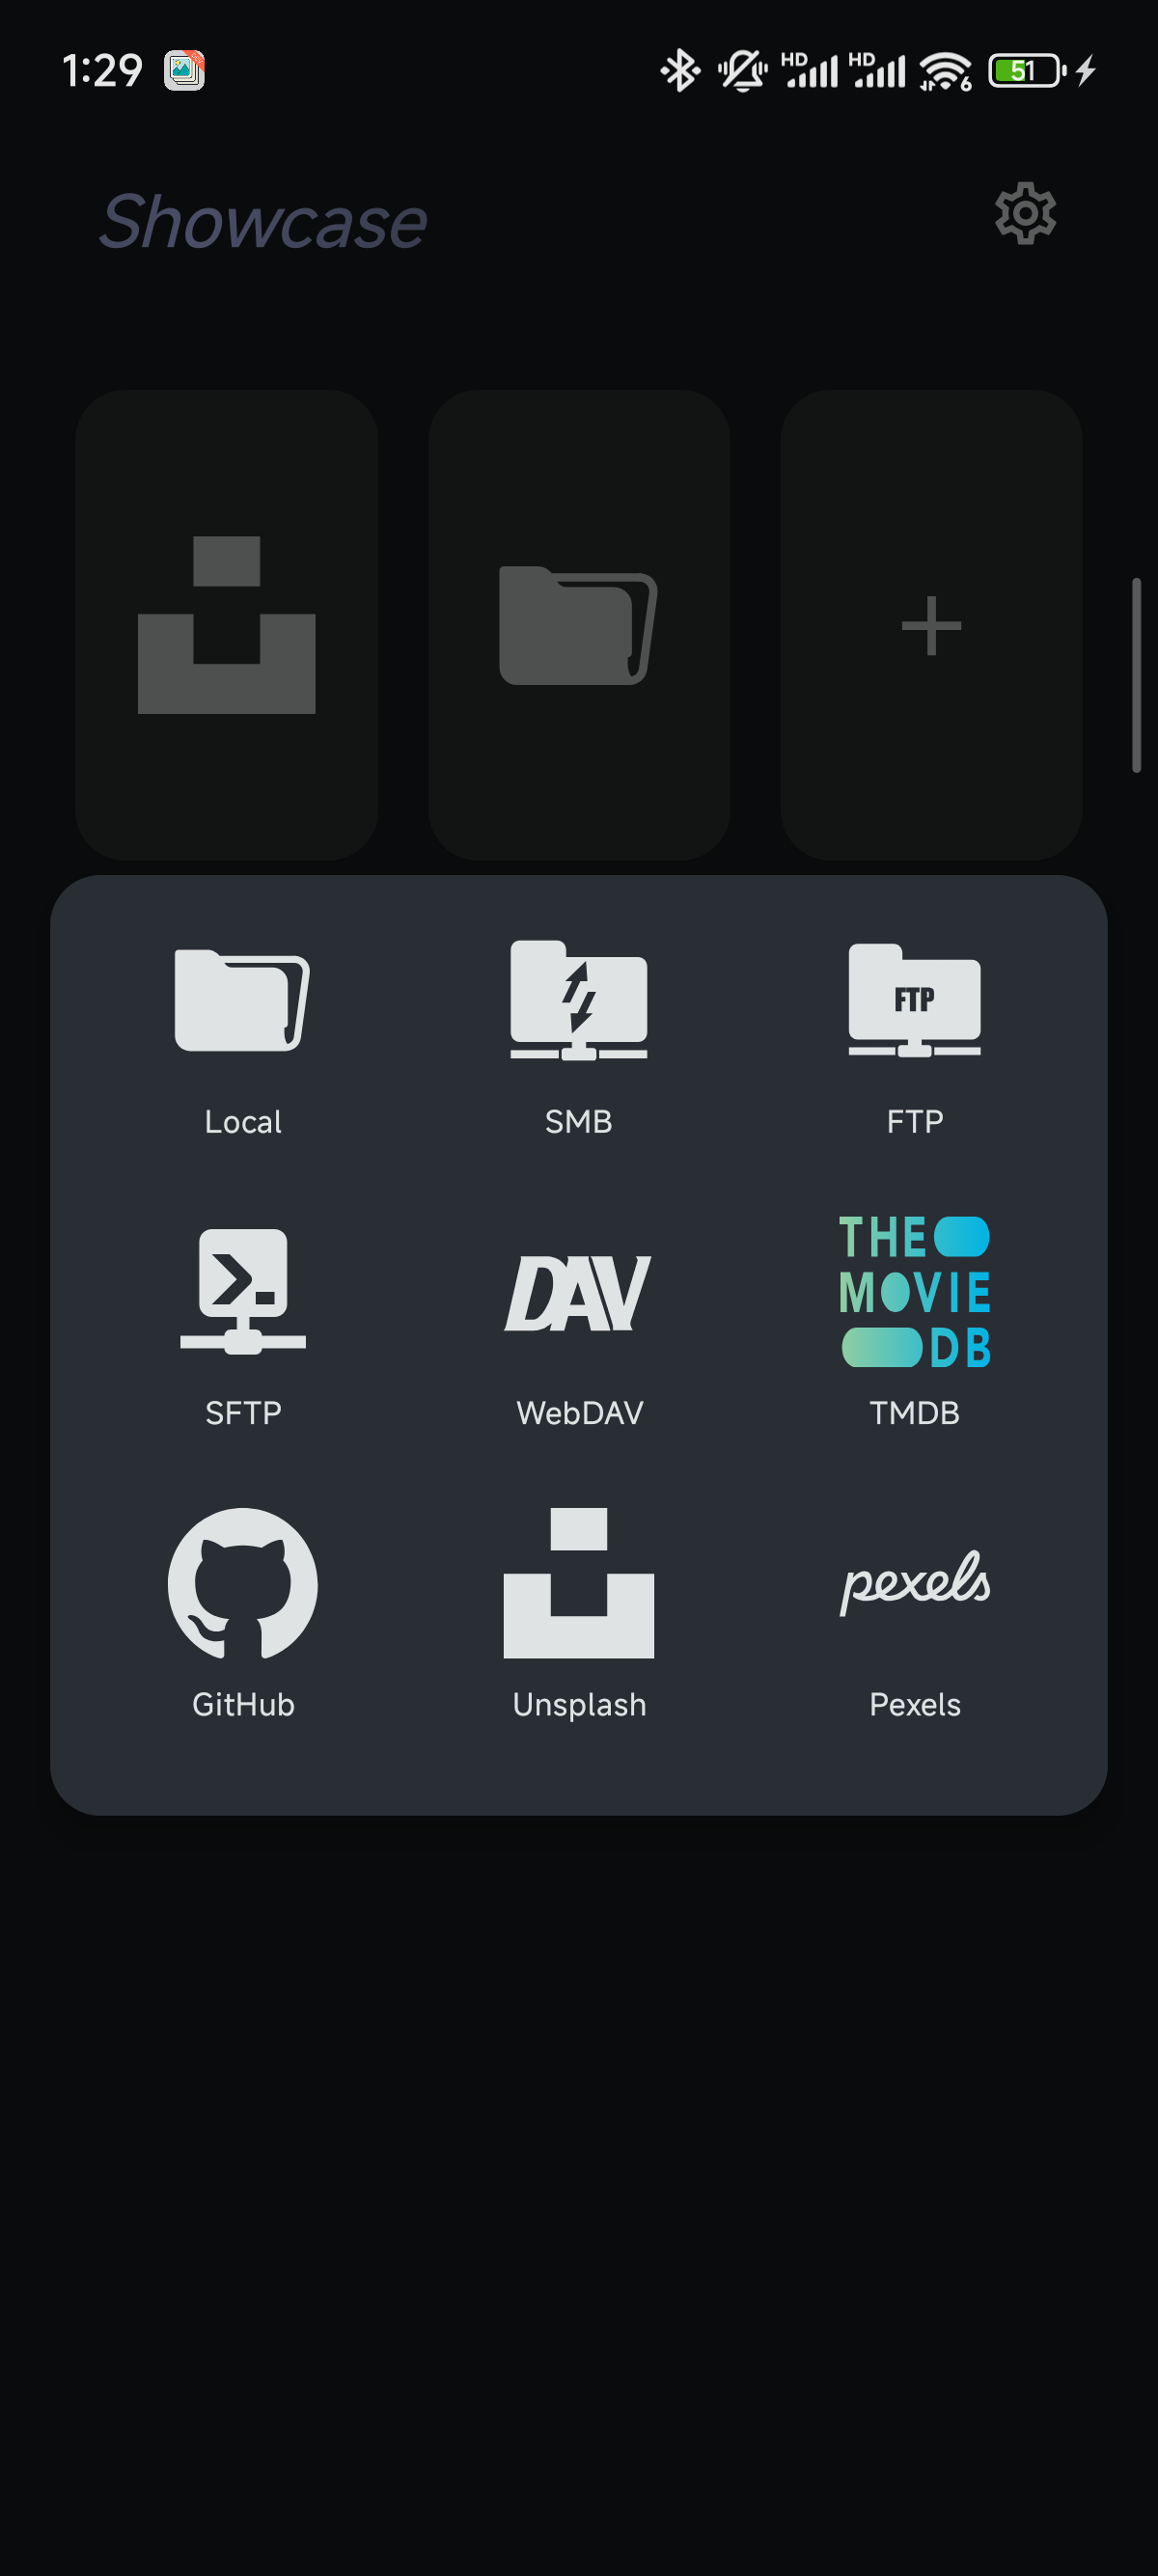 1:29
HD HD 6 51
Showcase
FTP
Local SMB FTP
THE
DAV
MOVIE
DB
SFTP WebDAV TMDB
pexels
GitHub Unsplash Pexels